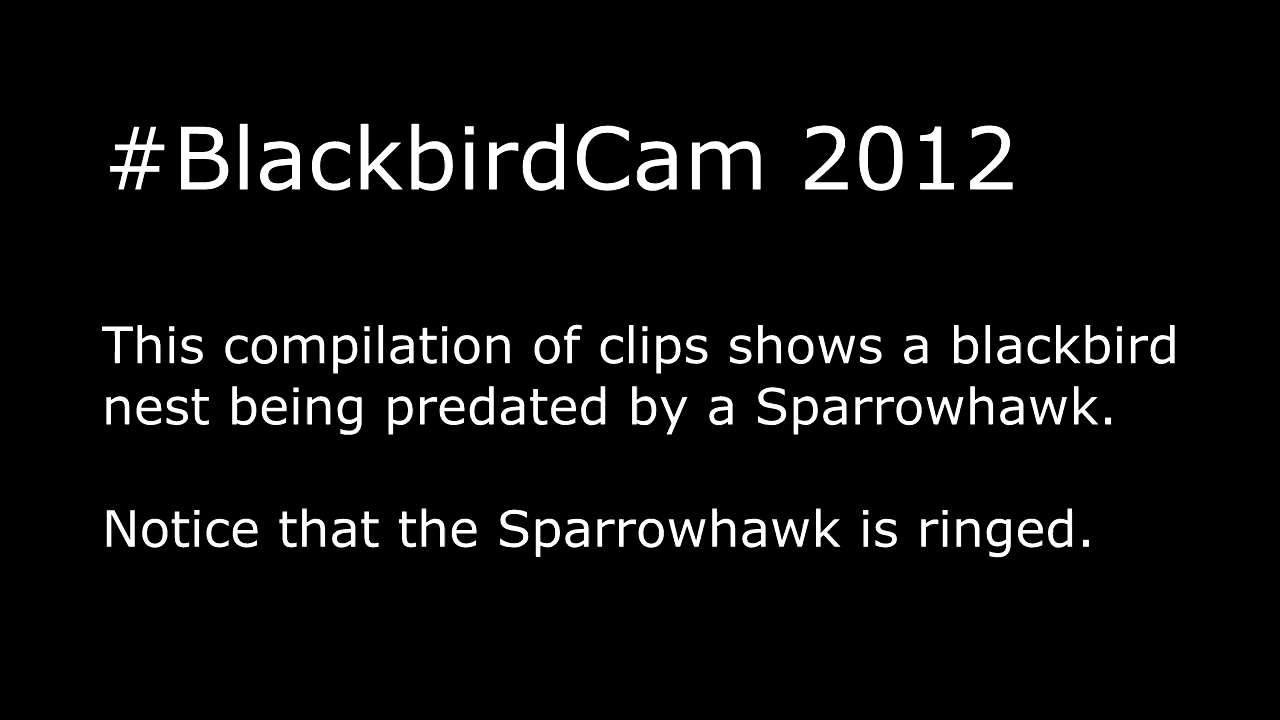 #BlackbirdCam 2012
This compilation of clips shows a blackbird
nest being predated by a Sparrowhawk.
Notice that the Sparrowhawk is ringed.